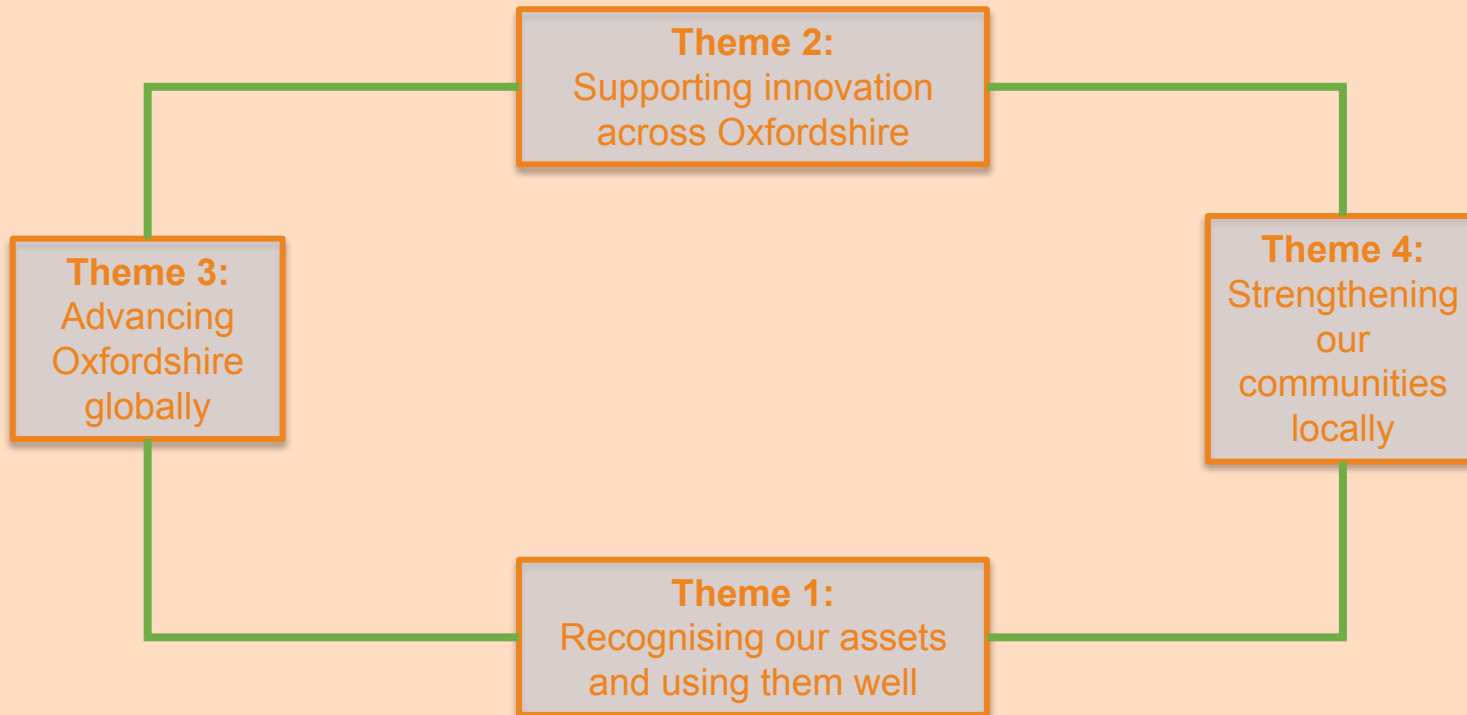 Theme 2:
Supporting innovation
across Oxfordshire
Theme 3:
Advancing
Oxfordshire
globally
Theme 4:
Strengthening
our
communities
locally
Theme 1:
Recognising our assets
and using them well